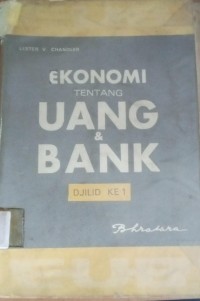 LESTER V. CHANDLER
EKONOMI
TENTANG
UANG
&
BANK
DJILID KE 1
Bhratara